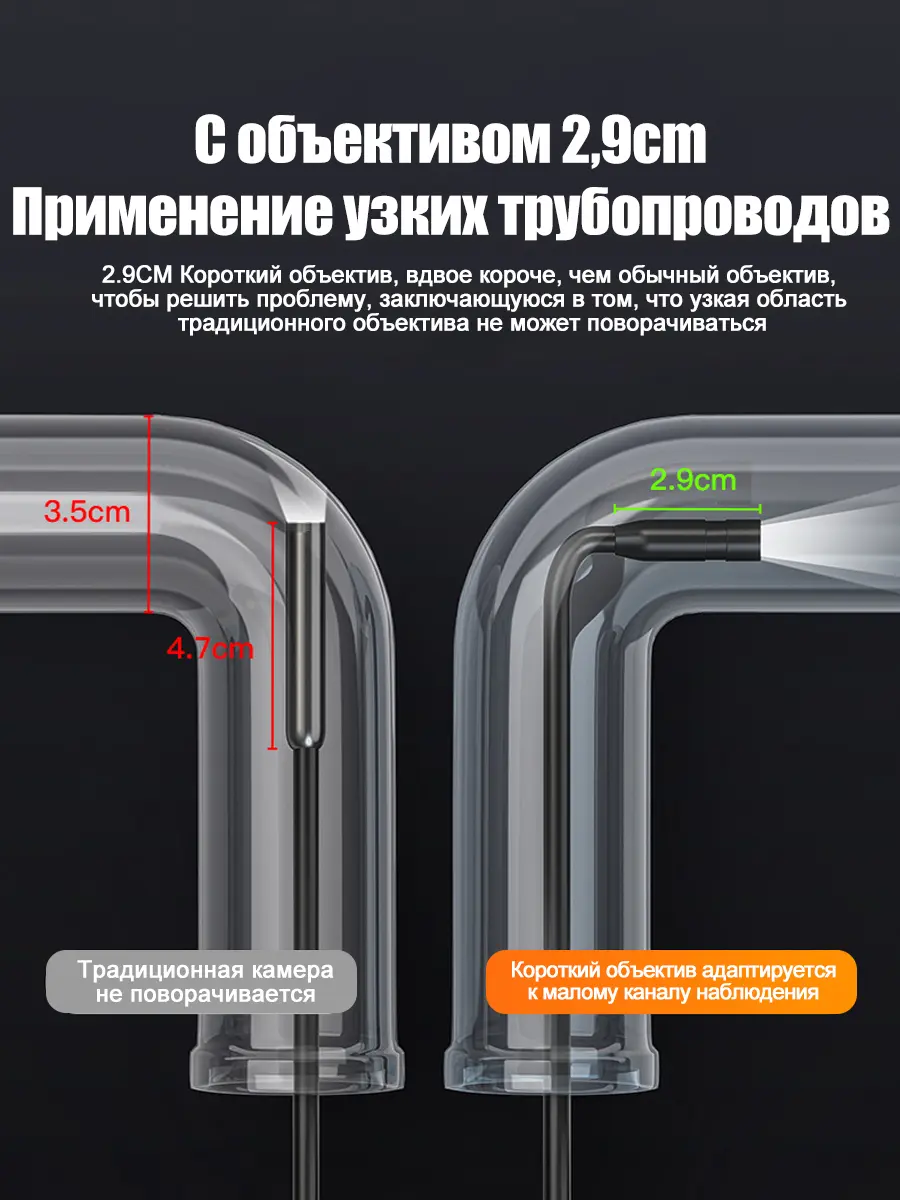 С объективом 2,9cm
Применение узких трубопроводов
2.9CM Короткий объектив, вдвое короче, чем обычный объектив,
чтобы решить проблему, заключающуюся в том, что узкая область
традиционного объектива не может поворачиваться
2.9cm
3.5cm
4.7cm
Традиционная камера
не поворачивается
Короткий объектив адаптируется
к малому каналу наблюдения